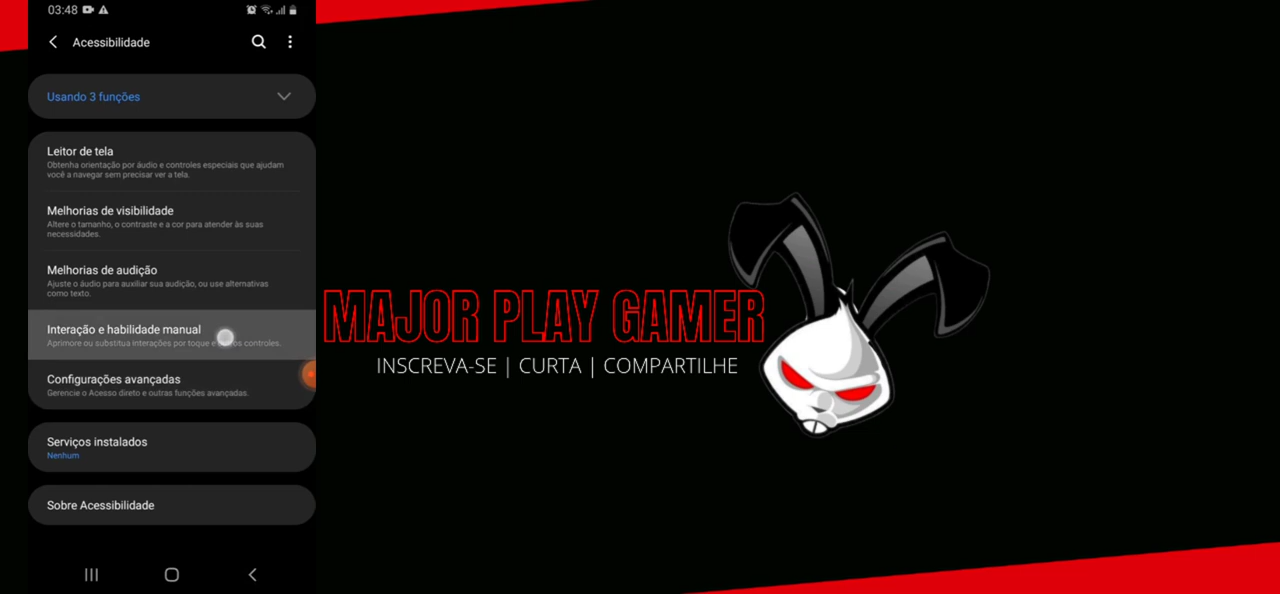 03:48
Acessibilidade
Usando 3 funções
Leitor de tela
Obtenha orientação por áudio e controles especiais que ajudam
você a navegar sem precisar ver a tela.
Melhorias de visibilidade
Altere o tamanho, o contraste e a cor para atender às suas
necessidades.
Melhorias de audição
Ajuste o áudio para auxiliar sua audição, ou use alternativas
como texto.
Interação e habilidade manual
Aprimore ou substitua interações por toque e controles.
Configurações avançadas
Gerencie o Acesso direto e outras funções avançadas.
Serviços instalados
Nenhum
Sobre Acessibilidade
MAJOR PLAY GAMER
INSCREVA-SE | CURTA | COMPARTILHE